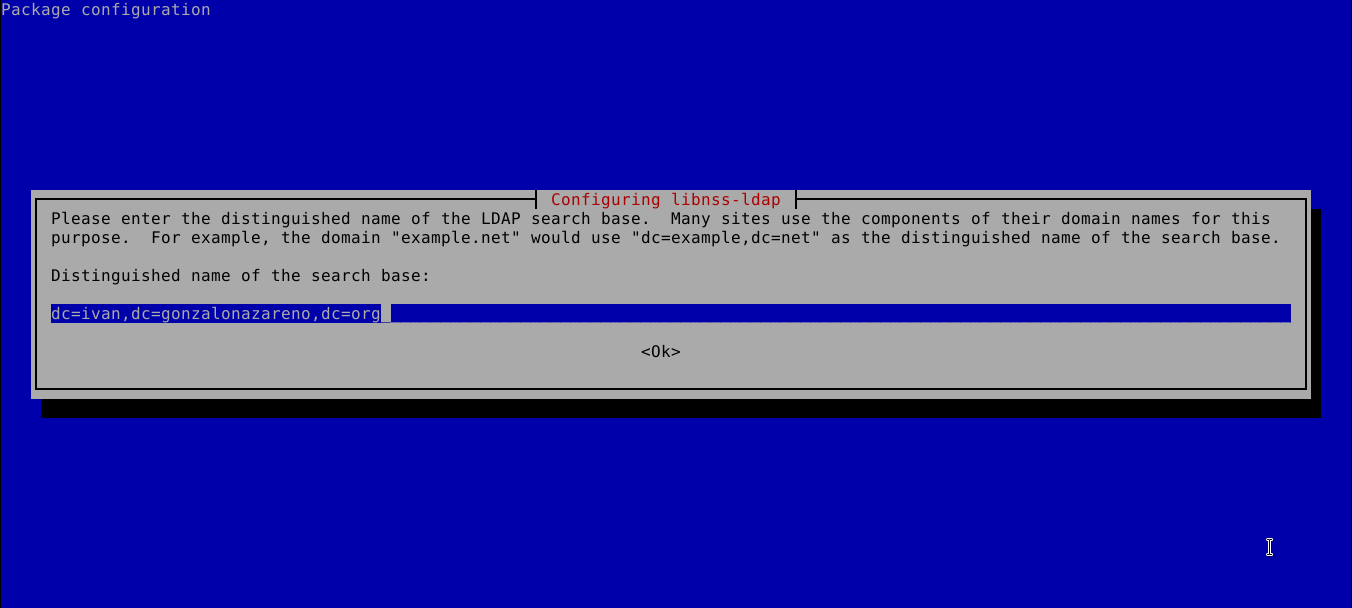 Package configuration
Configuring libnss-ldap
Please enter the distinguished name of the LDAP search base.  Many sites use the components of their domain names for this
purpose.  For example, the domain "example.net" would use "dc=example,dc=net" as the distinguished name of the search base.
Distinguished name of the search base:
dc=ivan,dc=gonzalonazareno,dc=org
<Ok>